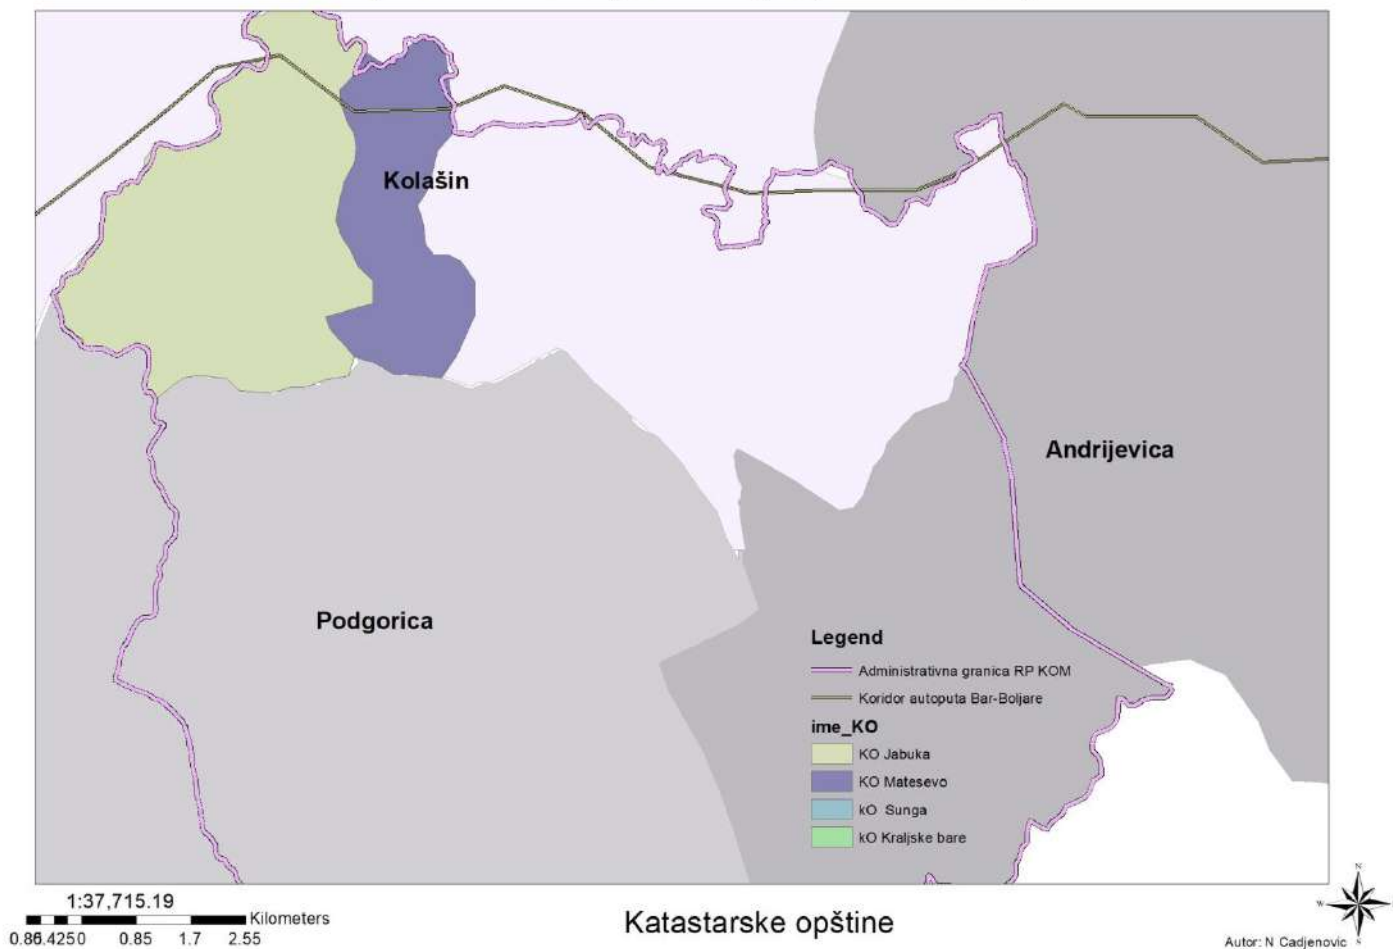 Kolašin
Andrijevica
Podgorica
Legend
Administrativna granica RP KOM
Koridor autoputa Bar-Boljare
ime_KO
KO Jabuka
KO Matesevo
kO Sunga
kO Kraljske bare
1:37,715.19
Kilometers
0.85 1.7 2.55
Katastarske opštine
N
W
S
Autor: N Cadjenovic